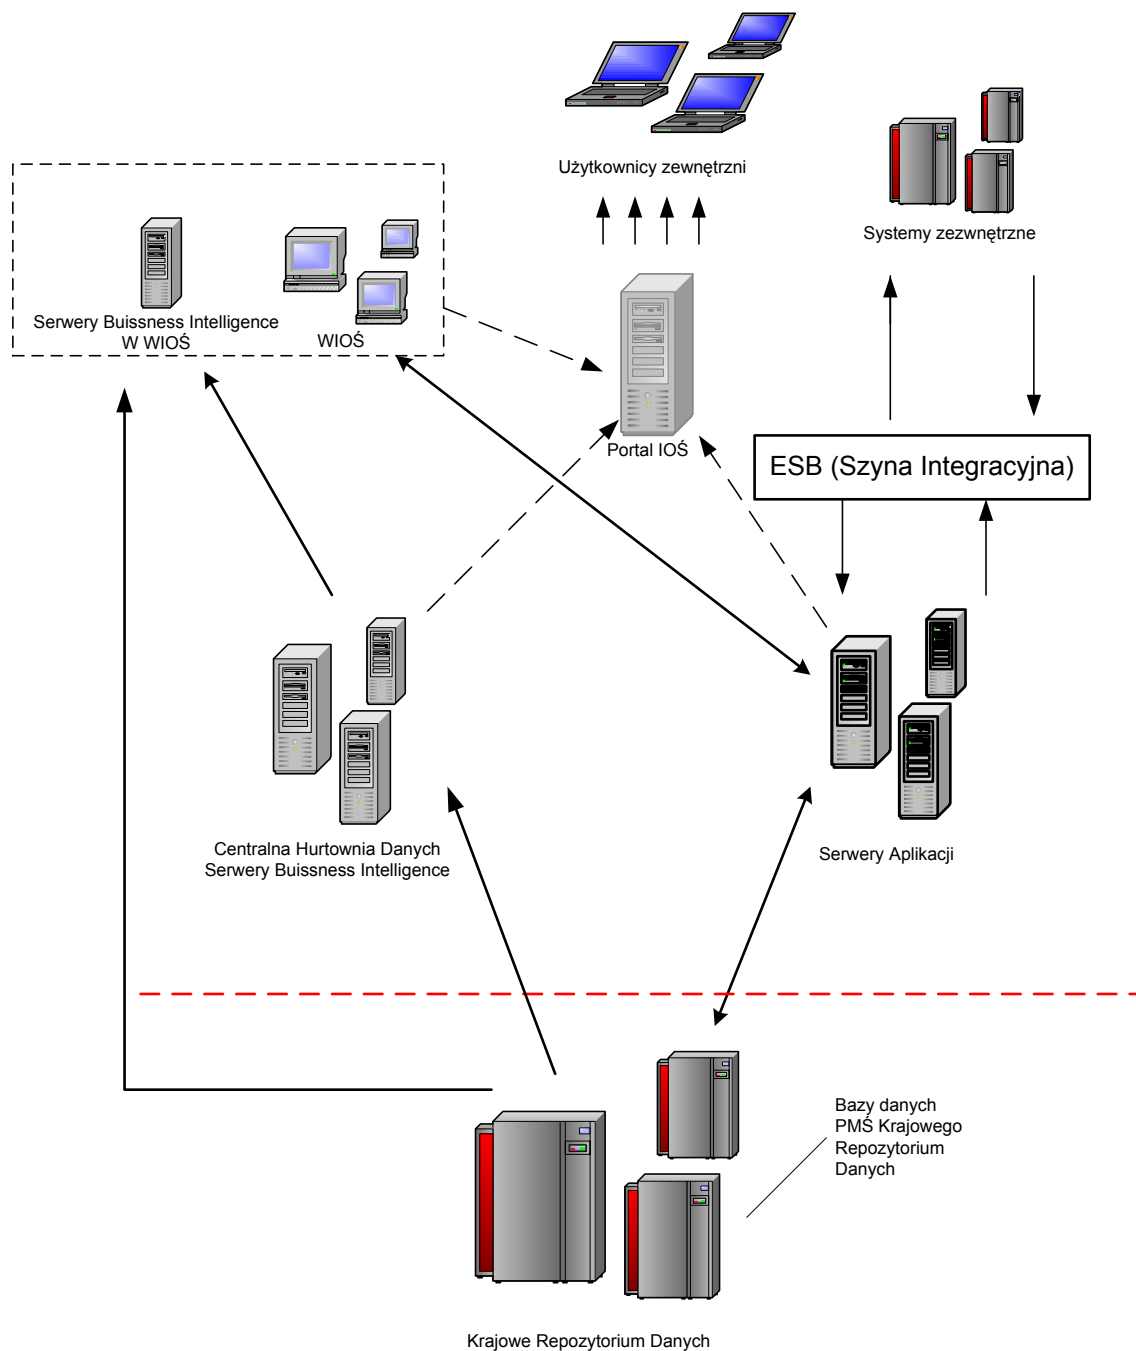 Użytkownicy zewnętrzni
Systemy zezwnętrzne
Serwery Buissness Intelligence
W WIOŚ
WIOŚ
Portal IOŚ
ESB (Szyna Integracyjna)
Centralna Hurtownia Danych
Serwery Buissness Intelligence
Serwery Aplikacji
Bazy danych
PMŚ Krajowego
Repozytorium
Danych
Krajowe Repozytorium Danych